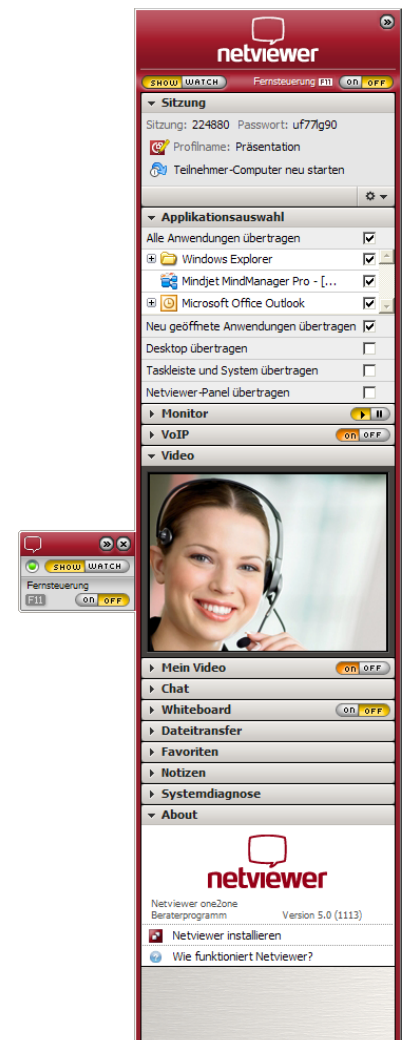 netviewer
SHOW WATCH Fernsteuerung F11 on OFF
Sitzung
Sitzung: 224880 Passwort: uf77lg90
Profilname: Präsentation
Teilnehmer-Computer neu starten
Applikationsauswahl
Alle Anwendungen übertragen
Windows Explorer
Mindjet MindManager Pro - [...
Microsoft Office Outlook
Neu geöffnete Anwendungen übertragen
Desktop übertragen
Taskleiste und System übertragen
Netviewer-Panel übertragen
Monitor
VoIP on OFF
Video
SHOW WATCH
Fernsteuerung
F11 on OFF
Mein Video on OFF
Chat
Whiteboard on OFF
Dateitransfer
Favoriten
Notizen
Systemdiagnose
About
netviewer
Netviewer one2one
Beraterprogramm Version 5.0 (1113)
Netviewer installieren
Wie funktioniert Netviewer?